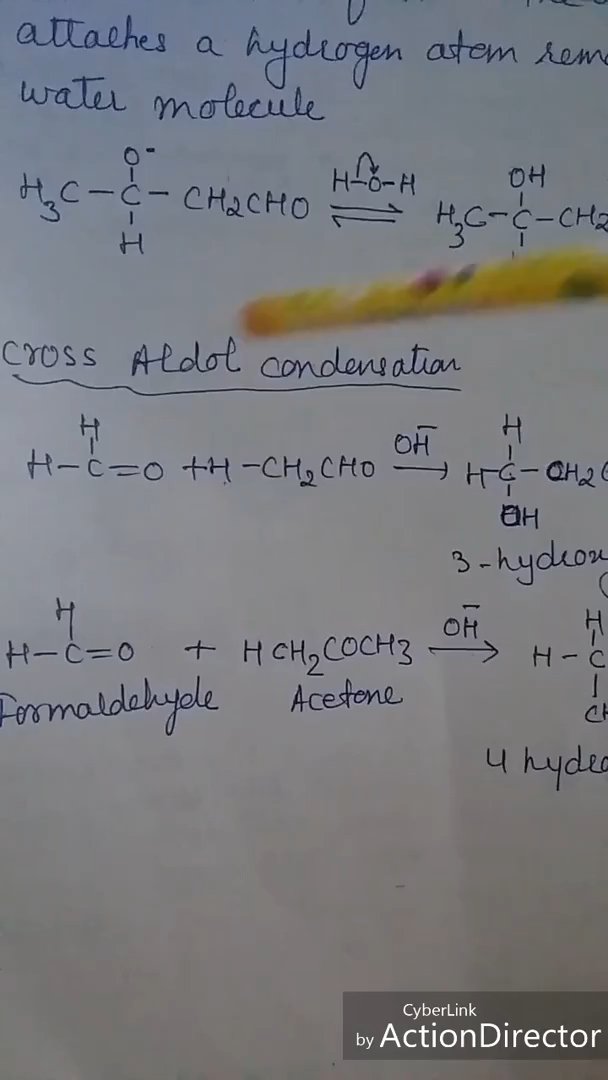 attaches a hydrogen atom
water molecule
O⁻
H₃C – C – CH2CHO ⇌ H₃C – C – CH2
H–O–H
OH
H
Cross Aldol condensation
H
H–C=O + H–CH2CHO → H–C–CH2
OH⁻
H
OH
3-hydrox
H
H–C=O + HCH2COCH3 → H–C
OH⁻
H
Formaldehyde Acetone
4 hydro
CyberLink
by ActionDirector